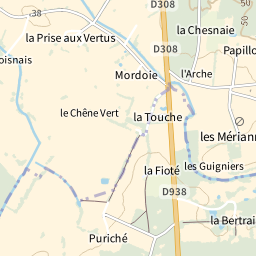 D308
la Chesnaie
38
la Prise aux Vertus
D308
Papillo
oisnais
Mordoie
l'Arche
le Chêne Vert
la Touche
les Mérian
la Fioté
les Guigniers
D938
la Bertrai
Puriché